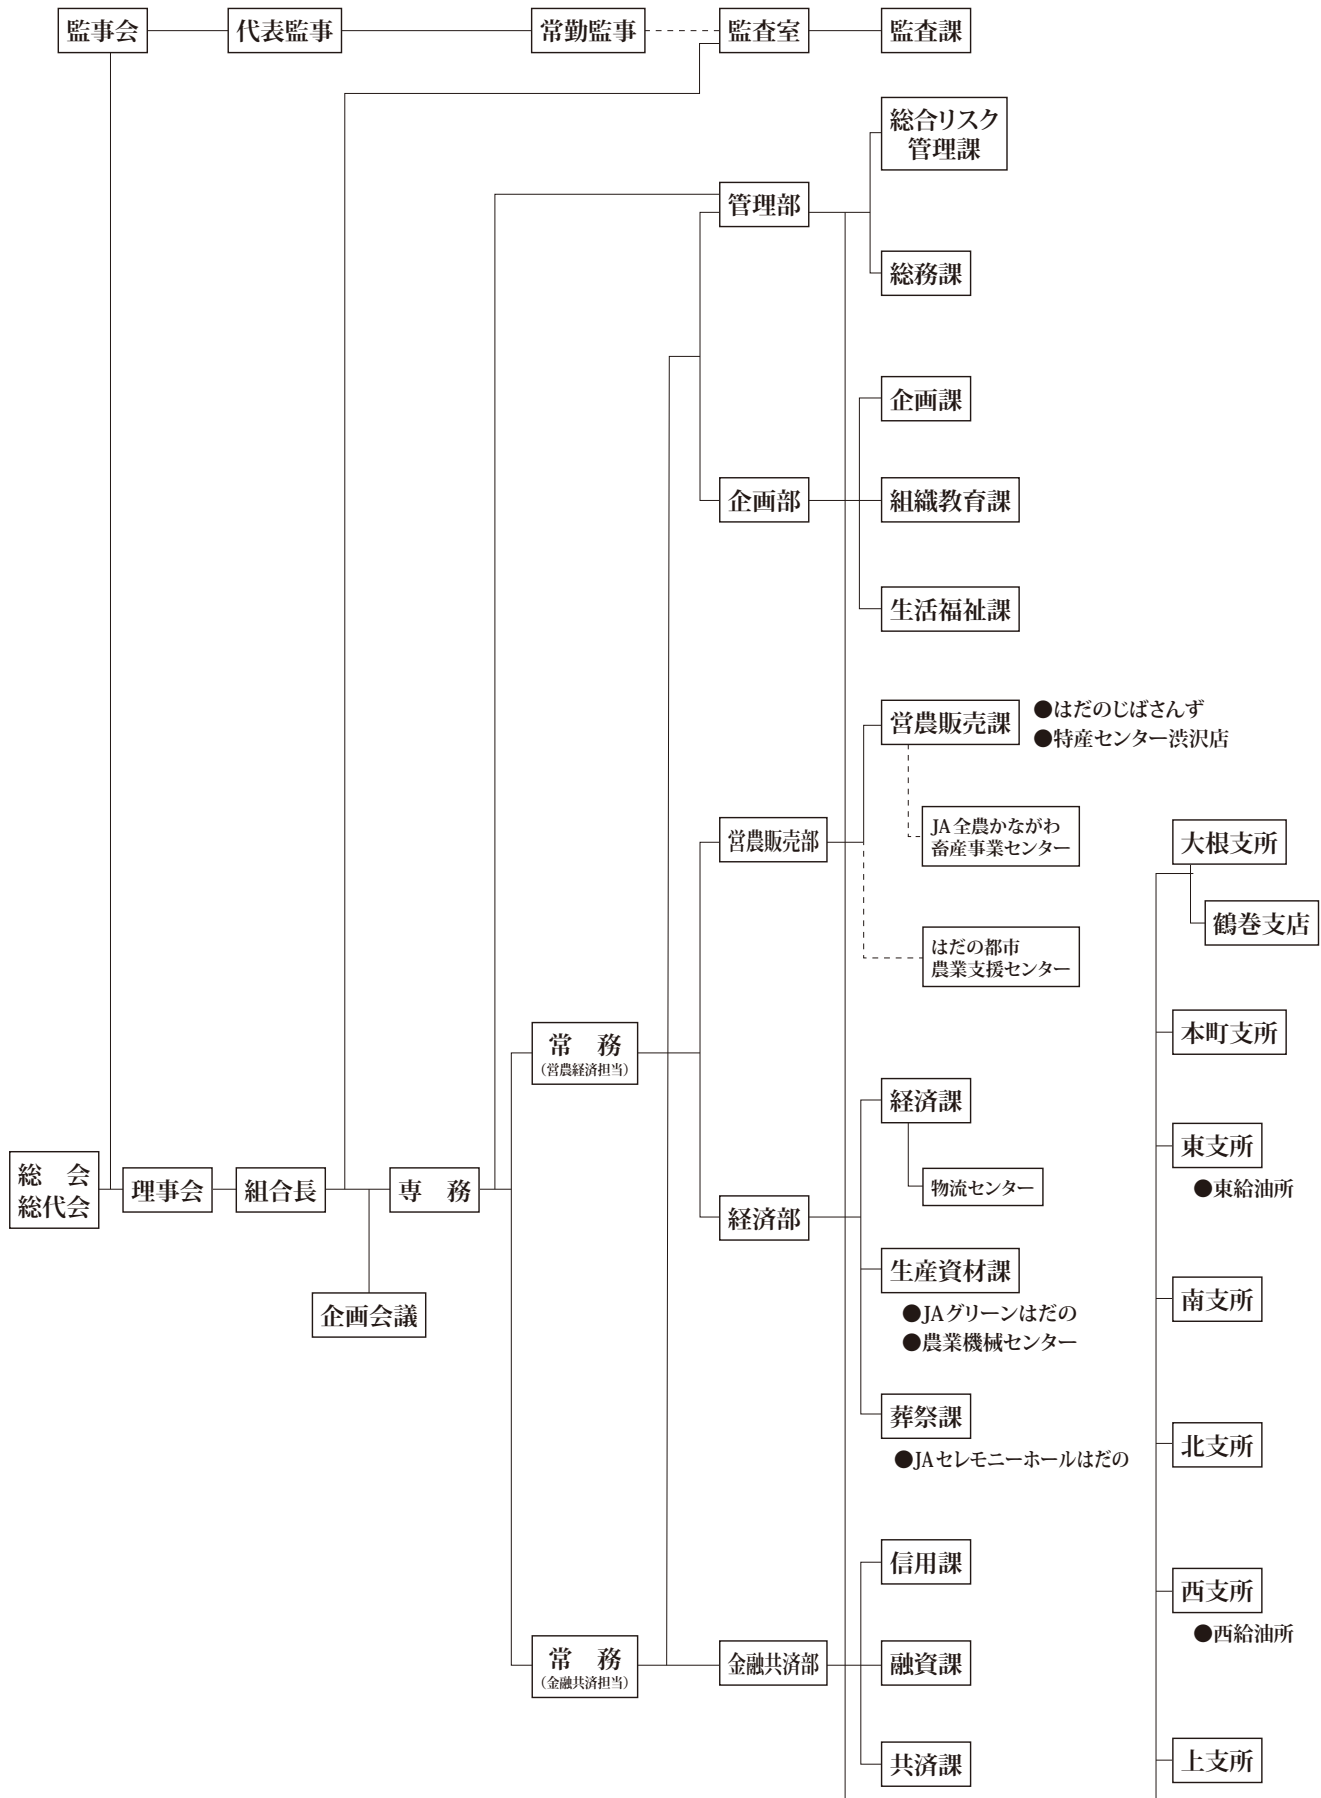 監事会
代表監事
常勤監事
監査室
監査課
総合リスク
管理課
管理部
総務課
企画課
企画部
組織教育課
生活福祉課
営農販売課
●はだのじばさんず
●特産センター渋沢店
営農販売部
JA全農かながわ
畜産事業センター
はだの都市
農業支援センター
大根支所
鶴巻支店
本町支所
常　務
（営農経済担当）
経済課
物流センター
東支所
●東給油所
総　会
総代会
理事会
組合長
専　務
企画会議
経済部
生産資材課
●JAグリーンはだの
●農業機械センター
南支所
葬祭課
●JAセレモニーホールはだの
北支所
信用課
西支所
●西給油所
常　務
（金融共済担当）
金融共済部
融資課
共済課
上支所